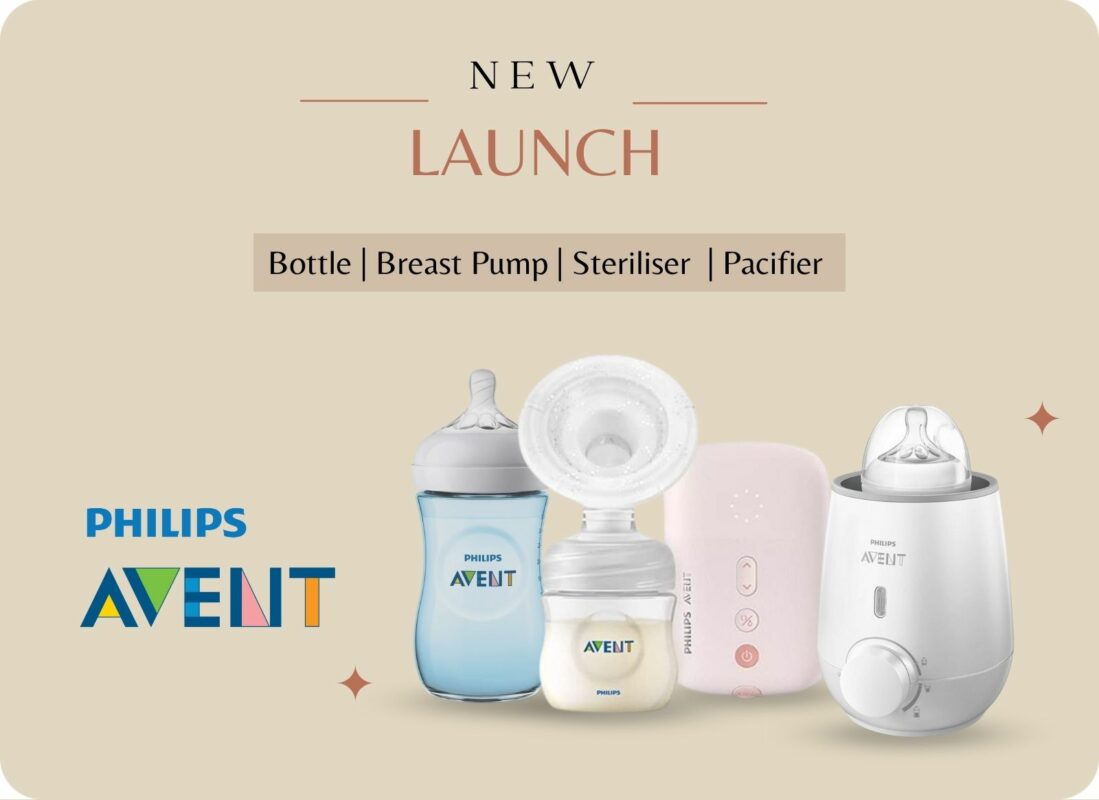 NEW
LAUNCH
Bottle | Breast Pump | Steriliser | Pacifier
PHILIPS
AVENT
PHILIPS
AVENT
AVENT
PHILIPS
PHILIPS AVENT
PHILIPS
AVENT